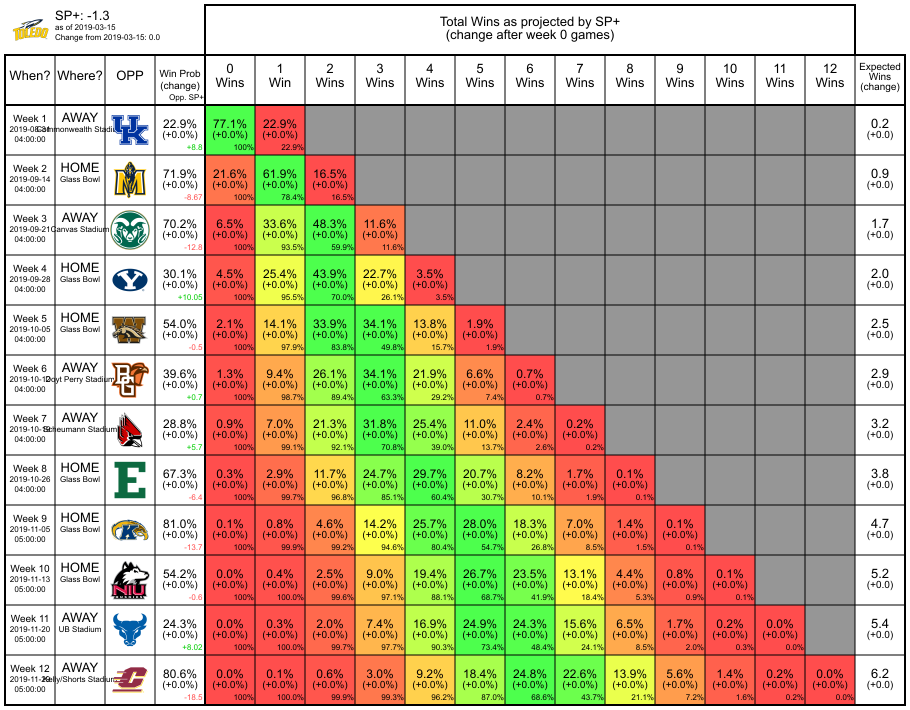 TOLEDO
SP+: -1.3
as of 2019-03-15
Change from 2019-03-15: 0.0
Total Wins as projected by SP+
(change after week 0 games)
When? Where? OPP Win Prob (change) Opp. SP+ 0 Wins 1 Win 2 Wins 3 Wins 4 Wins 5 Wins 6 Wins 7 Wins 8 Wins 9 Wins 10 Wins 11 Wins 12 Wins Expected Wins (change)
Week 1 AWAY UK 22.9% 77.1% 22.9% 0.2
2019-08-31 Commonwealth Stadium (+0.0%) (+0.0%) (+0.0%) (+0.0)
04:00:00 +8.8 100% 22.9%
Week 2 HOME M 71.9% 21.6% 61.9% 16.5% 0.9
2019-09-14 Glass Bowl (+0.0%) (+0.0%) (+0.0%) (+0.0%) (+0.0)
04:00:00 -8.67 100% 78.4% 16.5%
Week 3 AWAY 70.2% 6.5% 33.6% 48.3% 11.6% 1.7
2019-09-21 Canvas Stadium (+0.0%) (+0.0%) (+0.0%) (+0.0%) (+0.0%) (+0.0)
04:00:00 -12.8 100% 93.5% 59.9% 11.6%
Week 4 HOME Y 30.1% 4.5% 25.4% 43.9% 22.7% 3.5% 2.0
2019-09-28 Glass Bowl (+0.0%) (+0.0%) (+0.0%) (+0.0%) (+0.0%) (+0.0%) (+0.0)
04:00:00 +10.05 100% 95.5% 70.0% 26.1% 3.5%
Week 5 HOME W 54.0% 2.1% 14.1% 33.9% 34.1% 13.8% 1.9% 2.5
2019-10-05 Glass Bowl (+0.0%) (+0.0%) (+0.0%) (+0.0%) (+0.0%) (+0.0%) (+0.0%) (+0.0)
04:00:00 -0.5 100% 97.9% 83.8% 49.8% 15.7% 1.9%
Week 6 AWAY BG 39.6% 1.3% 9.4% 26.1% 34.1% 21.9% 6.6% 0.7% 2.9
2019-10-12 Doyt Perry Stadium (+0.0%) (+0.0%) (+0.0%) (+0.0%) (+0.0%) (+0.0%) (+0.0%) (+0.0%) (+0.0)
04:00:00 +0.7 100% 98.7% 89.4% 63.3% 29.2% 7.4% 0.7%
Week 7 AWAY 28.8% 0.9% 7.0% 21.3% 31.8% 25.4% 11.0% 2.4% 0.2% 3.2
2019-10-19 Scheumann Stadium (+0.0%) (+0.0%) (+0.0%) (+0.0%) (+0.0%) (+0.0%) (+0.0%) (+0.0%) (+0.0%) (+0.0)
04:00:00 +5.7 100% 99.1% 92.1% 70.8% 39.0% 13.7% 2.6% 0.2%
Week 8 HOME E 67.3% 0.3% 2.9% 11.7% 24.7% 29.7% 20.7% 8.2% 1.7% 0.1% 3.8
2019-10-26 Glass Bowl (+0.0%) (+0.0%) (+0.0%) (+0.0%) (+0.0%) (+0.0%) (+0.0%) (+0.0%) (+0.0%) (+0.0%) (+0.0)
04:00:00 -6.4 100% 99.7% 96.8% 85.1% 60.4% 30.7% 10.1% 1.9% 0.1%
Week 9 HOME K 81.0% 0.1% 0.8% 4.6% 14.2% 25.7% 28.0% 18.3% 7.0% 1.4% 0.1% 4.7
2019-11-05 Glass Bowl (+0.0%) (+0.0%) (+0.0%) (+0.0%) (+0.0%) (+0.0%) (+0.0%) (+0.0%) (+0.0%) (+0.0%) (+0.0%) (+0.0)
05:00:00 -13.7 100% 99.9% 99.2% 94.6% 80.4% 54.7% 26.8% 8.5% 1.5% 0.1%
Week 10 HOME NIU 54.2% 0.0% 0.4% 2.5% 9.0% 19.4% 26.7% 23.5% 13.1% 4.4% 0.8% 0.1% 5.2
2019-11-13 Glass Bowl (+0.0%) (+0.0%) (+0.0%) (+0.0%) (+0.0%) (+0.0%) (+0.0%) (+0.0%) (+0.0%) (+0.0%) (+0.0%) (+0.0%) (+0.0)
05:00:00 -0.6 100% 100.0% 99.6% 97.1% 88.1% 68.7% 41.9% 18.4% 5.3% 0.9% 0.1%
Week 11 AWAY 24.3% 0.0% 0.3% 2.0% 7.4% 16.9% 24.9% 24.3% 15.6% 6.5% 1.7% 0.2% 0.0% 5.4
2019-11-20 UB Stadium (+0.0%) (+0.0%) (+0.0%) (+0.0%) (+0.0%) (+0.0%) (+0.0%) (+0.0%) (+0.0%) (+0.0%) (+0.0%) (+0.0%) (+0.0%) (+0.0)
05:00:00 +8.02 100% 100.0% 99.7% 97.7% 90.3% 73.4% 48.4% 24.1% 8.5% 2.0% 0.3% 0.0%
Week 12 AWAY C 80.6% 0.0% 0.1% 0.6% 3.0% 9.2% 18.4% 24.8% 22.6% 13.9% 5.6% 1.4% 0.2% 0.0% 6.2
2019-11-29 Kelly/Shorts Stadium (+0.0%) (+0.0%) (+0.0%) (+0.0%) (+0.0%) (+0.0%) (+0.0%) (+0.0%) (+0.0%) (+0.0%) (+0.0%) (+0.0%) (+0.0%) (+0.0%) (+0.0)
05:00:00 -18.5 100% 100.0% 99.9% 99.3% 96.2% 87.0% 68.6% 43.7% 21.1% 7.2% 1.6% 0.2% 0.0%